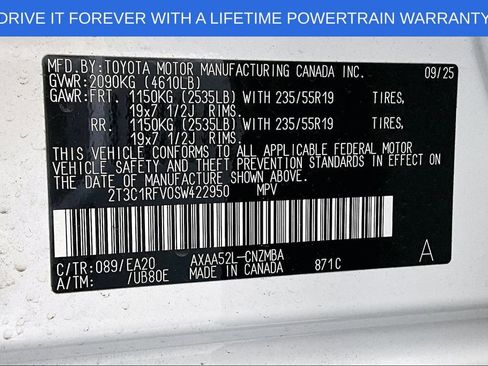 DRIVE IT FOREVER WITH A LIFETIME POWERTRAIN WARRANTY
MFD.BY:TOYOTA MOTOR MANUFACTURING CANADA INC. 09/25
GVWR:2090KG (4610LB)
GAWR:FRT. 1150KG (2535LB) WITH 235/55R19 TIRES,
19x7 1/2J RIMS.
RR. 1150KG (2535LB) WITH 235/55R19 TIRES,
19x7 1/2J RIMS.
THIS VEHICLE CONFORMS TO ALL APPLICABLE FEDERAL MOTOR
VEHICLE SAFETY AND THEFT PREVENTION STANDARDS IN EFFECT
ON THE DATE OF MANUFACTURE SHOWN ABOVE.
2T3C1RFV0SW422950 MPV
C/TR:089/EA20 AXAA52L-CNZMBA A
A/TM: /UB80E MADE IN CANADA 871C